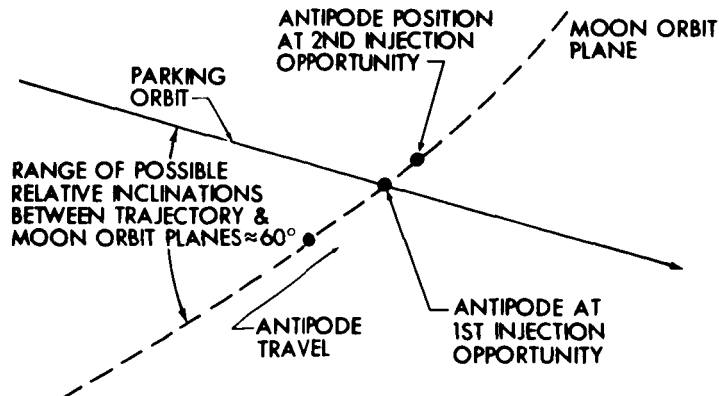 ANTIPODE POSITION
AT 2ND INJECTION
OPPORTUNITY
MOON ORBIT
PLANE
PARKING
ORBIT
RANGE OF POSSIBLE
RELATIVE INCLINATIONS
BETWEEN TRAJECTORY &
MOON ORBIT PLANES≈60°
ANTIPODE
TRAVEL
ANTIPODE AT
1ST INJECTION
OPPORTUNITY